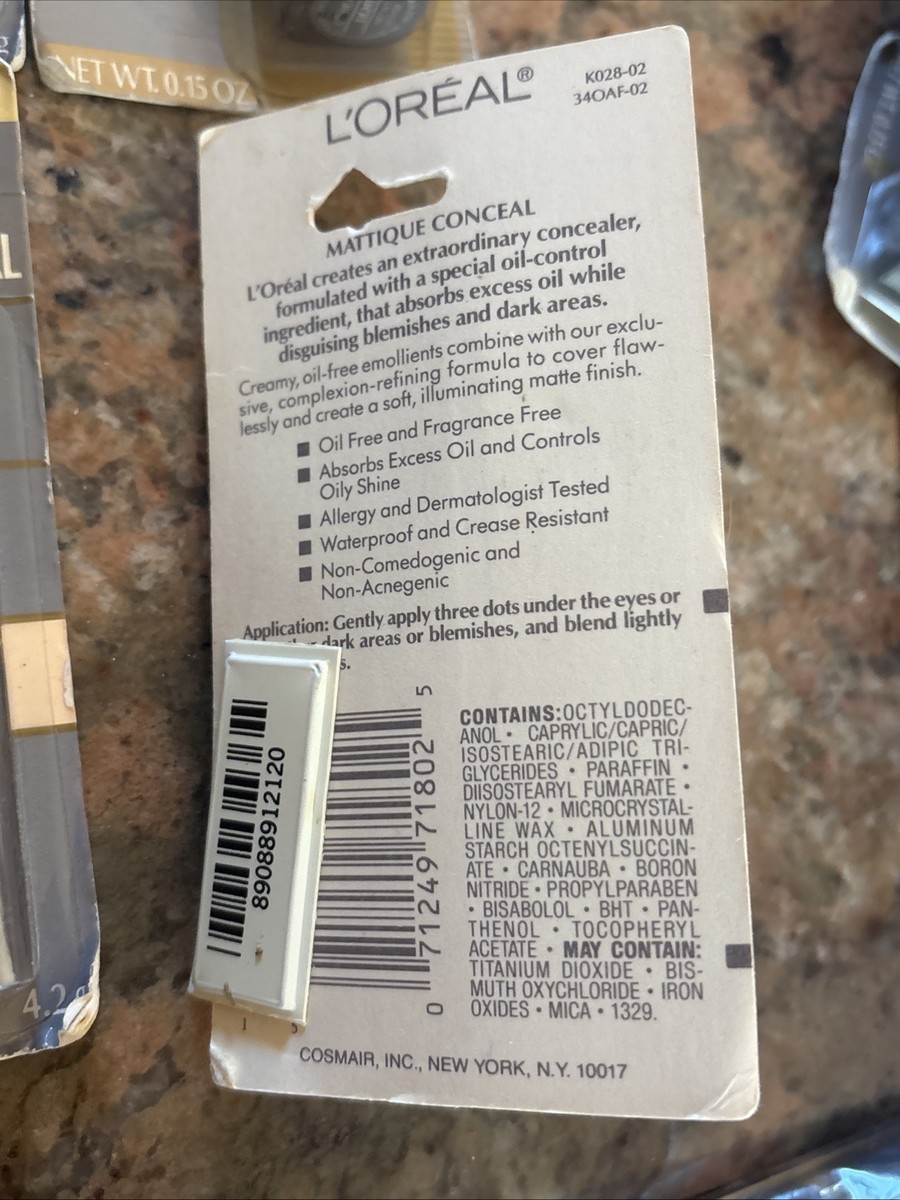 NET WT. 0.15 OZ
L'ORÉAL®
K028-02
34OAF-02
MATTIQUE CONCEAL
L'Oréal creates an extraordinary concealer,
formulated with a special oil-control
ingredient, that absorbs excess oil while
disguising blemishes and dark areas.
Creamy, oil-free emollients combine with our exclu-
sive, complexion-refining formula to cover flaw-
lessly and create a soft, illuminating matte finish.
■ Oil Free and Fragrance Free
■ Absorbs Excess Oil and Controls
Oily Shine
■ Allergy and Dermatologist Tested
■ Waterproof and Crease Resistant
■ Non-Comedogenic and
Non-Acnegenic
Application: Gently apply three dots under the eyes or
dark areas or blemishes, and blend lightly
s.
89088912120
0 71249 71802 5
CONTAINS:OCTYLDODEC-
ANOL • CAPRYLIC/CAPRIC/
ISOSTEARIC/ADIPIC TRI-
GLYCERIDES • PARAFFIN •
DIISOSTEARYL FUMARATE •
NYLON-12 • MICROCRYSTAL-
LINE WAX • ALUMINUM
STARCH OCTENYLSUCCIN-
ATE • CARNAUBA • BORON
NITRIDE • PROPYLPARABEN
• BISABOLOL • BHT • PAN-
THENOL • TOCOPHERYL
ACETATE • MAY CONTAIN:
TITANIUM DIOXIDE • BIS-
MUTH OXYCHLORIDE • IRON
OXIDES • MICA • 1329.
1 5
COSMAIR, INC., NEW YORK, N.Y. 10017
4.2g